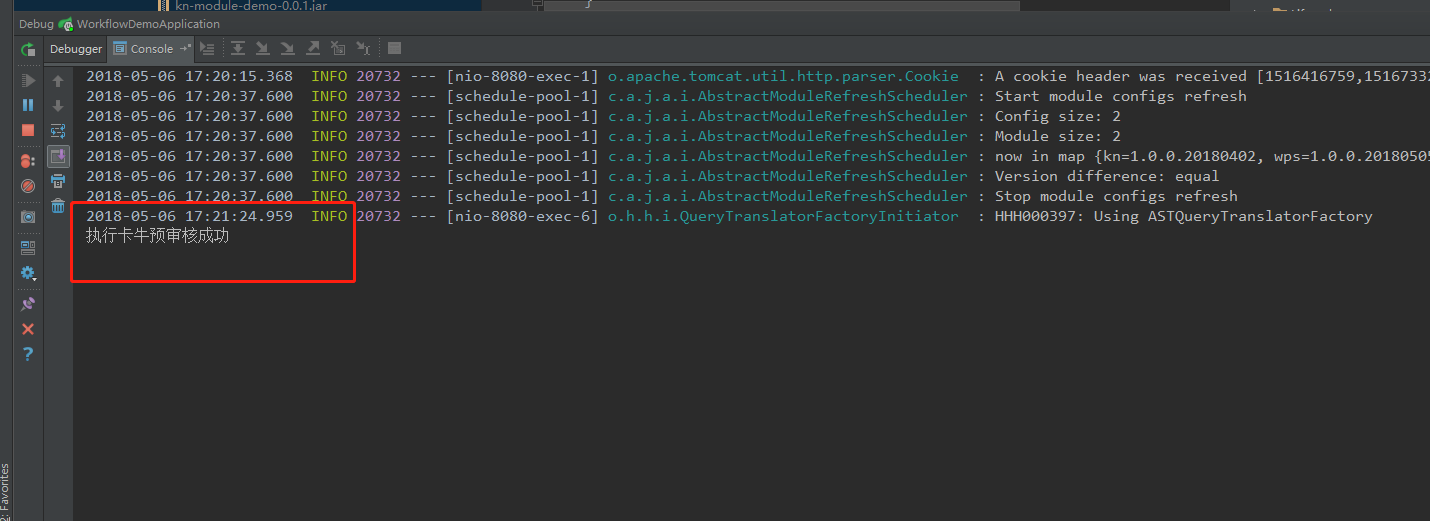 kn-module-demo-0.0.1.jar
}
Debug WorkflowDemoApplication
Debugger Console
2018-05-06 17:20:15.368 INFO 20732 --- [nio-8080-exec-1] o.apache.tomcat.util.http.parser.Cookie : A cookie header was received [1516416759,15167332
2018-05-06 17:20:37.600 INFO 20732 --- [schedule-pool-1] c.a.j.a.i.AbstractModuleRefreshScheduler : Start module configs refresh
2018-05-06 17:20:37.600 INFO 20732 --- [schedule-pool-1] c.a.j.a.i.AbstractModuleRefreshScheduler : Config size: 2
2018-05-06 17:20:37.600 INFO 20732 --- [schedule-pool-1] c.a.j.a.i.AbstractModuleRefreshScheduler : Module size: 2
2018-05-06 17:20:37.600 INFO 20732 --- [schedule-pool-1] c.a.j.a.i.AbstractModuleRefreshScheduler : now in map {kn=1.0.0.20180402, wps=1.0.0.20180505
2018-05-06 17:20:37.600 INFO 20732 --- [schedule-pool-1] c.a.j.a.i.AbstractModuleRefreshScheduler : Version difference: equal
2018-05-06 17:20:37.600 INFO 20732 --- [schedule-pool-1] c.a.j.a.i.AbstractModuleRefreshScheduler : Stop module configs refresh
2018-05-06 17:21:24.959 INFO 20732 --- [nio-8080-exec-6] o.h.h.i.QueryTranslatorFactoryInitiator : HHH000397: Using ASTQueryTranslatorFactory
执行卡牛预审核成功
2: Favorites